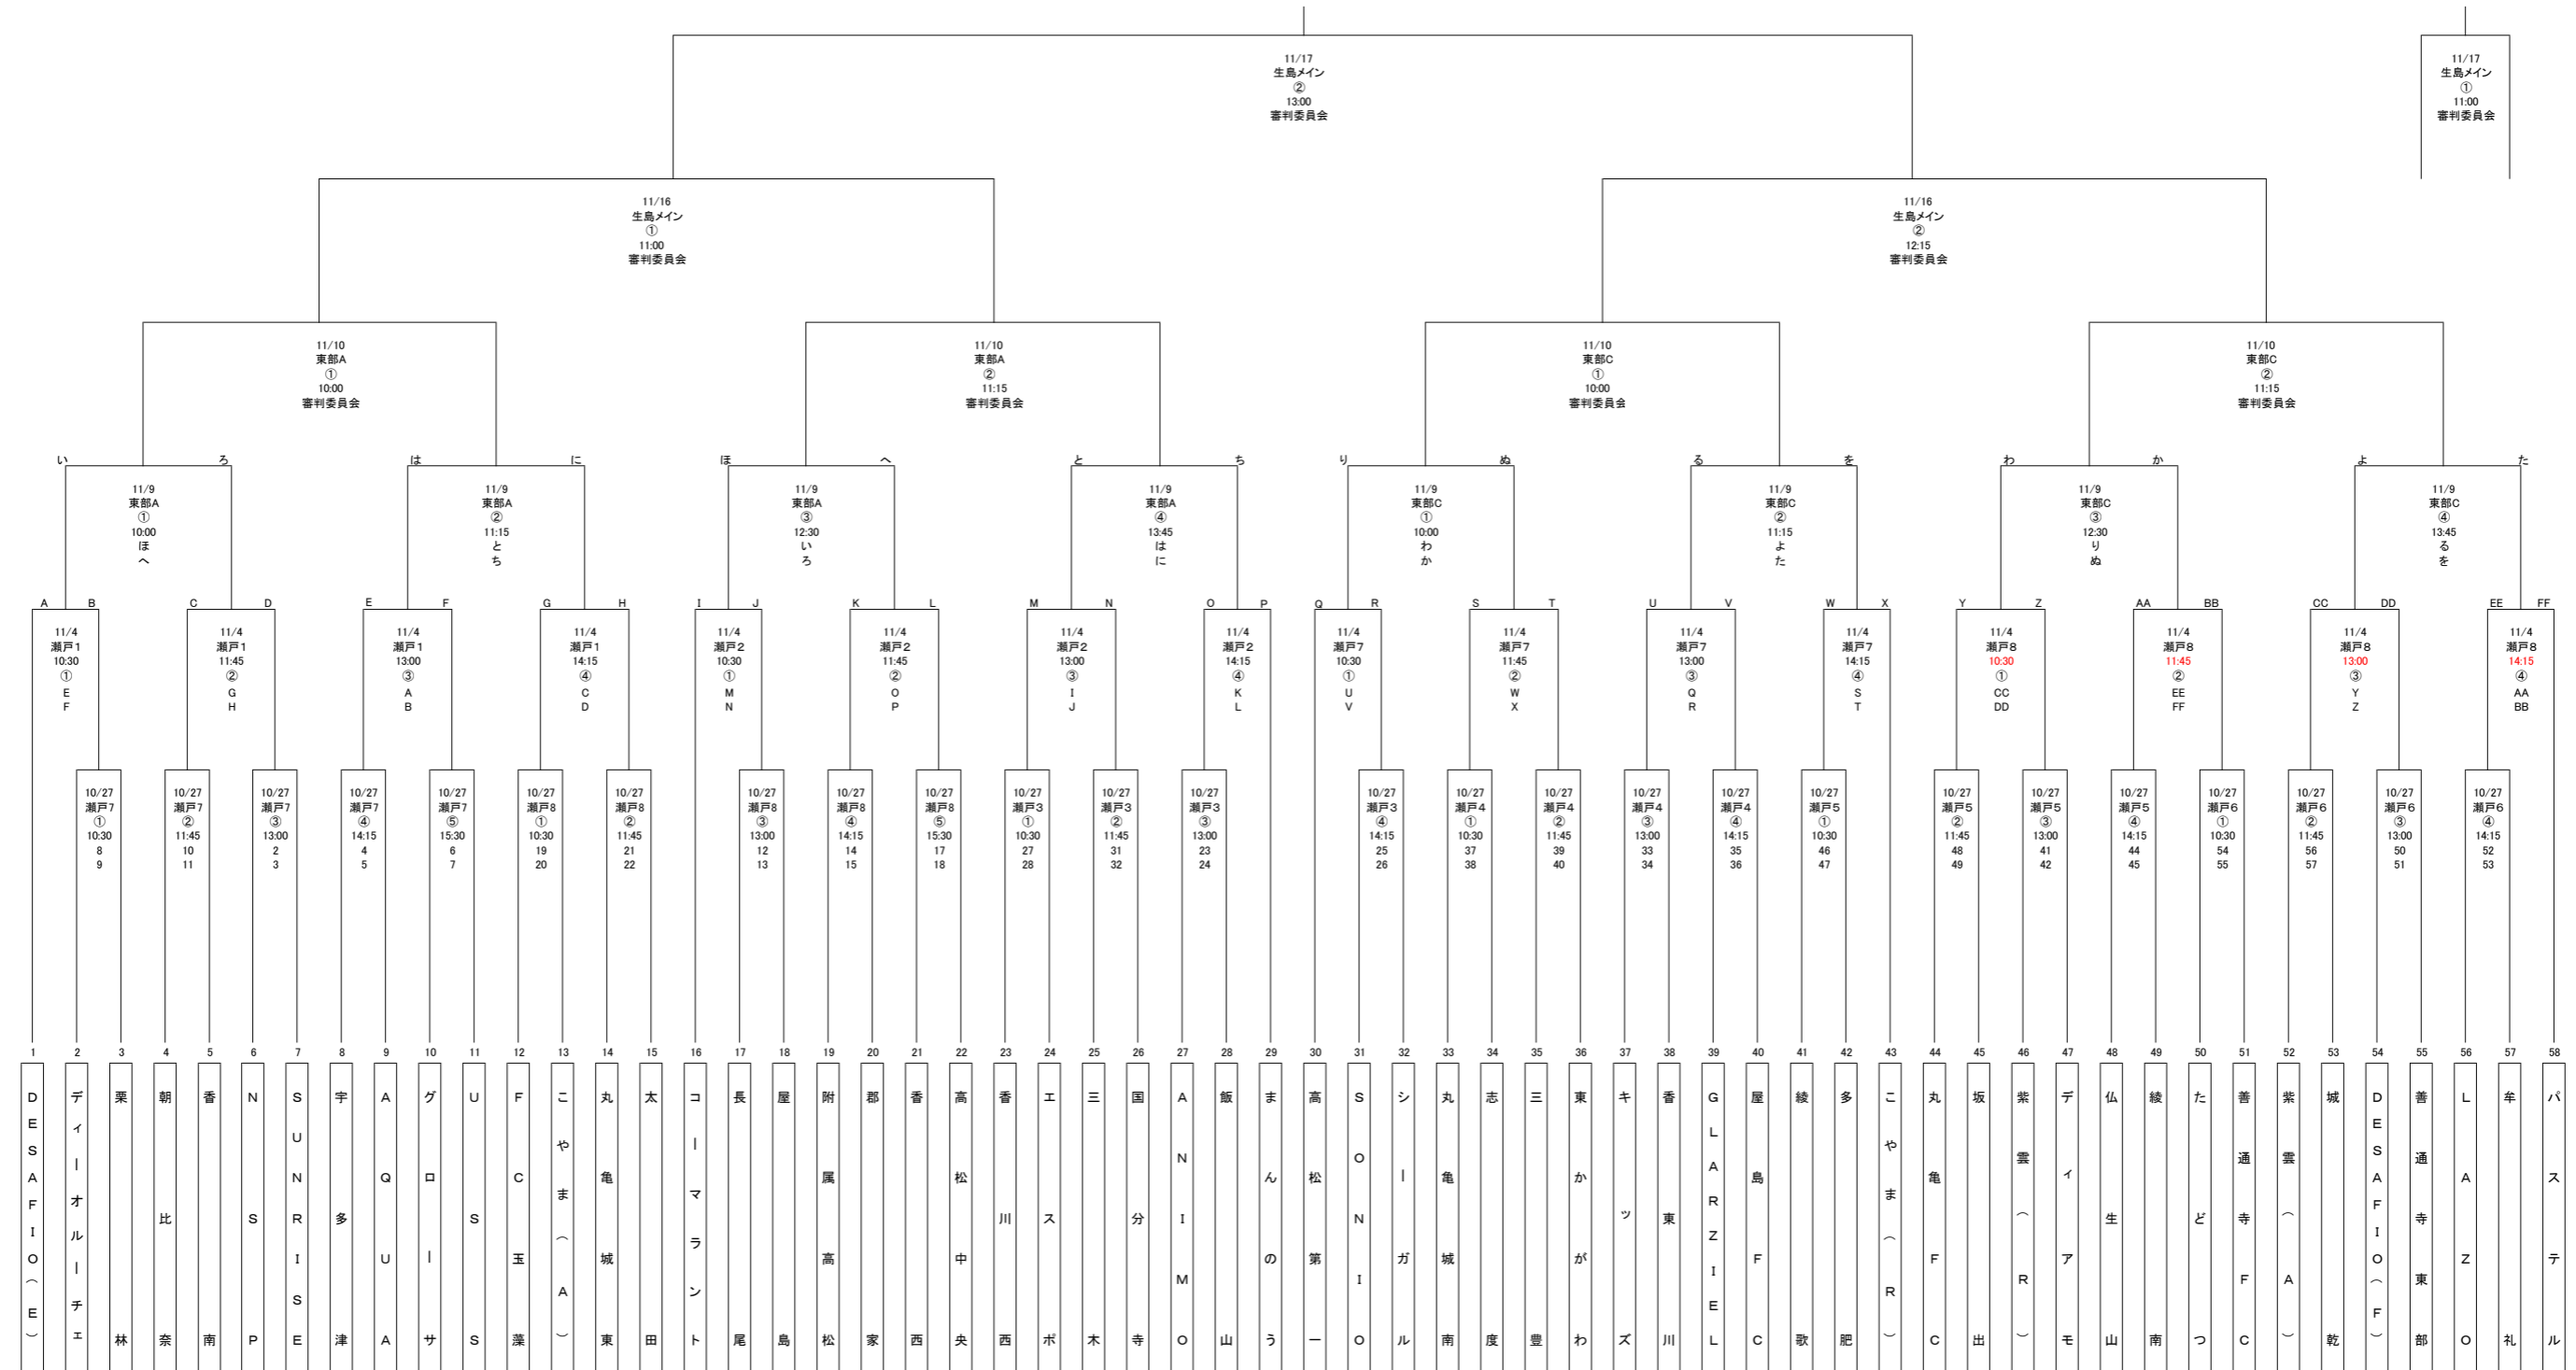 11/17
生島メイン
②
13:00
審判委員会
11/17
生島メイン
①
11:00
審判委員会
11/16
生島メイン
①
11:00
審判委員会
11/16
生島メイン
②
12:15
審判委員会
11/10
東部A
①
10:00
審判委員会
11/10
東部A
②
11:15
審判委員会
11/10
東部C
①
10:00
審判委員会
11/10
東部C
②
11:15
審判委員会
い ろ は に ほ へ と ち り ぬ る を わ か よ た
11/9
東部A
①
10:00
ほ
へ
11/9
東部A
②
11:15
と
ち
11/9
東部A
③
12:30
い
ろ
11/9
東部A
④
13:45
は
に
11/9
東部C
①
10:00
わ
か
11/9
東部C
②
11:15
よ
た
11/9
東部C
③
12:30
り
ぬ
11/9
東部C
④
13:45
る
を
A B C D E F G H I J K L M N O P Q R S T U V W X Y Z AA BB CC DD EE FF
11/4
瀬戸1
10:30
①
E
F
11/4
瀬戸1
11:45
②
G
H
11/4
瀬戸1
13:00
③
A
B
11/4
瀬戸1
14:15
④
C
D
11/4
瀬戸2
10:30
①
M
N
11/4
瀬戸2
11:45
②
O
P
11/4
瀬戸2
13:00
③
I
J
11/4
瀬戸2
14:15
④
K
L
11/4
瀬戸7
10:30
①
U
V
11/4
瀬戸7
11:45
②
W
X
11/4
瀬戸7
13:00
③
Q
R
11/4
瀬戸7
14:15
④
S
T
11/4
瀬戸8
10:30
①
CC
DD
11/4
瀬戸8
11:45
②
EE
FF
11/4
瀬戸8
13:00
③
Y
Z
11/4
瀬戸8
14:15
④
AA
BB
10/27
瀬戸7
①
10:30
8
9
10/27
瀬戸7
②
11:45
10
11
10/27
瀬戸7
③
13:00
2
3
10/27
瀬戸7
④
14:15
4
5
10/27
瀬戸7
⑤
15:30
6
7
10/27
瀬戸8
①
10:30
19
20
10/27
瀬戸8
②
11:45
21
22
10/27
瀬戸8
③
13:00
12
13
10/27
瀬戸8
④
14:15
14
15
10/27
瀬戸8
⑤
15:30
17
18
10/27
瀬戸3
①
10:30
27
28
10/27
瀬戸3
②
11:45
31
32
10/27
瀬戸3
③
13:00
23
24
10/27
瀬戸3
④
14:15
25
26
10/27
瀬戸4
①
10:30
37
38
10/27
瀬戸4
②
11:45
39
40
10/27
瀬戸4
③
13:00
33
34
10/27
瀬戸4
④
14:15
35
36
10/27
瀬戸5
①
10:30
46
47
10/27
瀬戸5
②
11:45
48
49
10/27
瀬戸5
③
13:00
41
42
10/27
瀬戸5
④
14:15
44
45
10/27
瀬戸6
①
10:30
54
55
10/27
瀬戸6
②
11:45
56
57
10/27
瀬戸6
③
13:00
50
51
10/27
瀬戸6
④
14:15
52
53
1 DESAFIO(E)
2 ディーオルーチェ
3 栗林
4 朝比奈
5 香南
6 NSP
7 SUNRISE
8 宇多津
9 AQUA
10 グローサ
11 USS
12 FC玉藻
13 こやま(A)
14 丸亀城東
15 太田
16 コーマラント
17 長尾
18 屋島
19 附属高松
20 郡家
21 香西
22 高松中央
23 香川西
24 エスポ
25 三木
26 国分寺
27 ANIMO
28 飯山
29 まんのう
30 高松第一
31 SONIO
32 シーガル
33 丸亀城南
34 志度
35 三豊
36 東かがわ
37 キッズ
38 香東川
39 GLARZIEL
40 屋島FC
41 綾歌
42 多肥
43 こやま(R)
44 丸亀FC
45 坂出
46 紫雲(R)
47 ディアモ
48 仏生山
49 綾南
50 たどつ
51 善通寺FC
52 紫雲(A)
53 城乾
54 DESAFIO(F)
55 善通寺東部
56 LAZO
57 牟礼
58 パステル